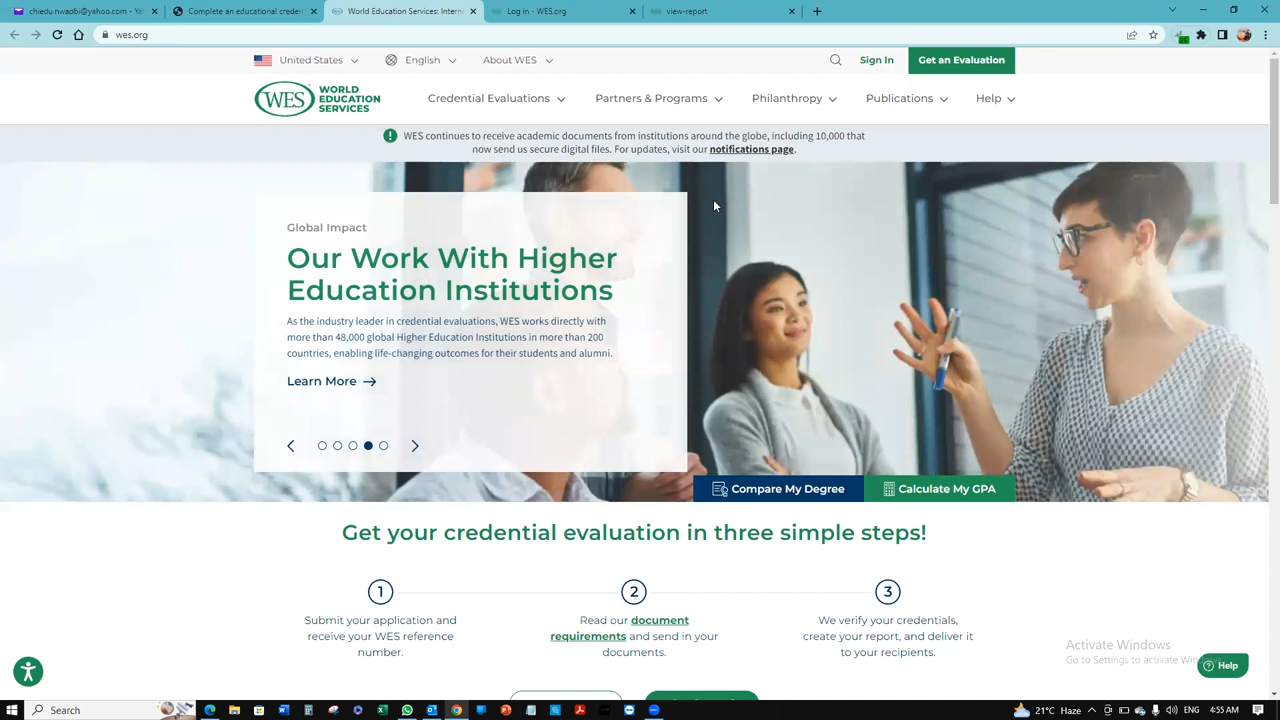 chiedu.nwaobi@yahoo.com - Ya
Complete an educational creden
World Education Services: Intern
Log in - WES.org
view-report
wes.org
United States
English
About WES
Sign In
Get an Evaluation
WES
WORLD
EDUCATION
SERVICES
Credential Evaluations
Partners & Programs
Philanthropy
Publications
Help
WES continues to receive academic documents from institutions around the globe, including 10,000 that
now send us secure digital files. For updates, visit our notifications page.
Global Impact
Our Work With Higher
Education Institutions
As the industry leader in credential evaluations, WES works directly with
more than 48,000 global Higher Education Institutions in more than 200
countries, enabling life-changing outcomes for their students and alumni.
Learn More
Compare My Degree
Calculate My GPA
Get your credential evaluation in three simple steps!
1
2
3
Submit your application and
receive your WES reference
number.
Read our document
requirements and send in your
documents.
We verify your credentials,
create your report, and deliver it
to your recipients.
Activate Windows
Go to Settings to activate Win
Help
Search
21°C Haze
4:55 AM